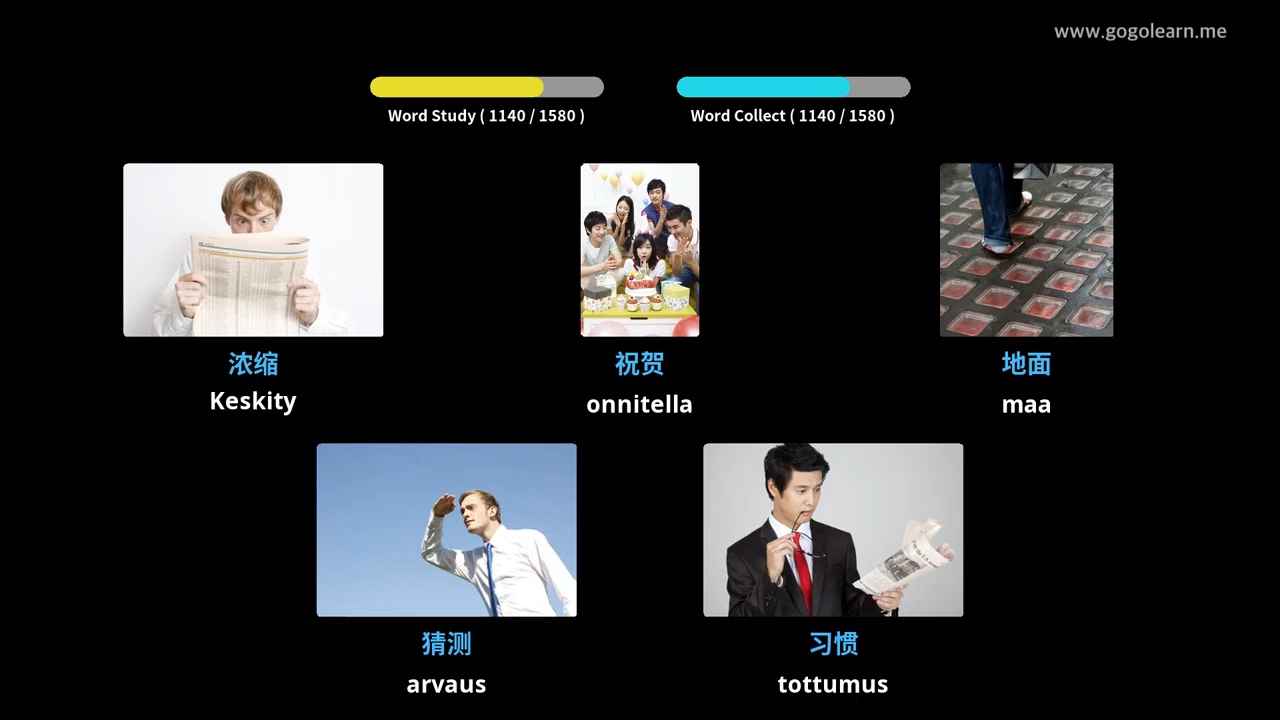 www.gogolearn.me
Word Study ( 1140 / 1580 )
Word Collect ( 1140 / 1580 )
浓缩
Keskity
祝贺
onnitella
地面
maa
猜测
arvaus
习惯
tottumus